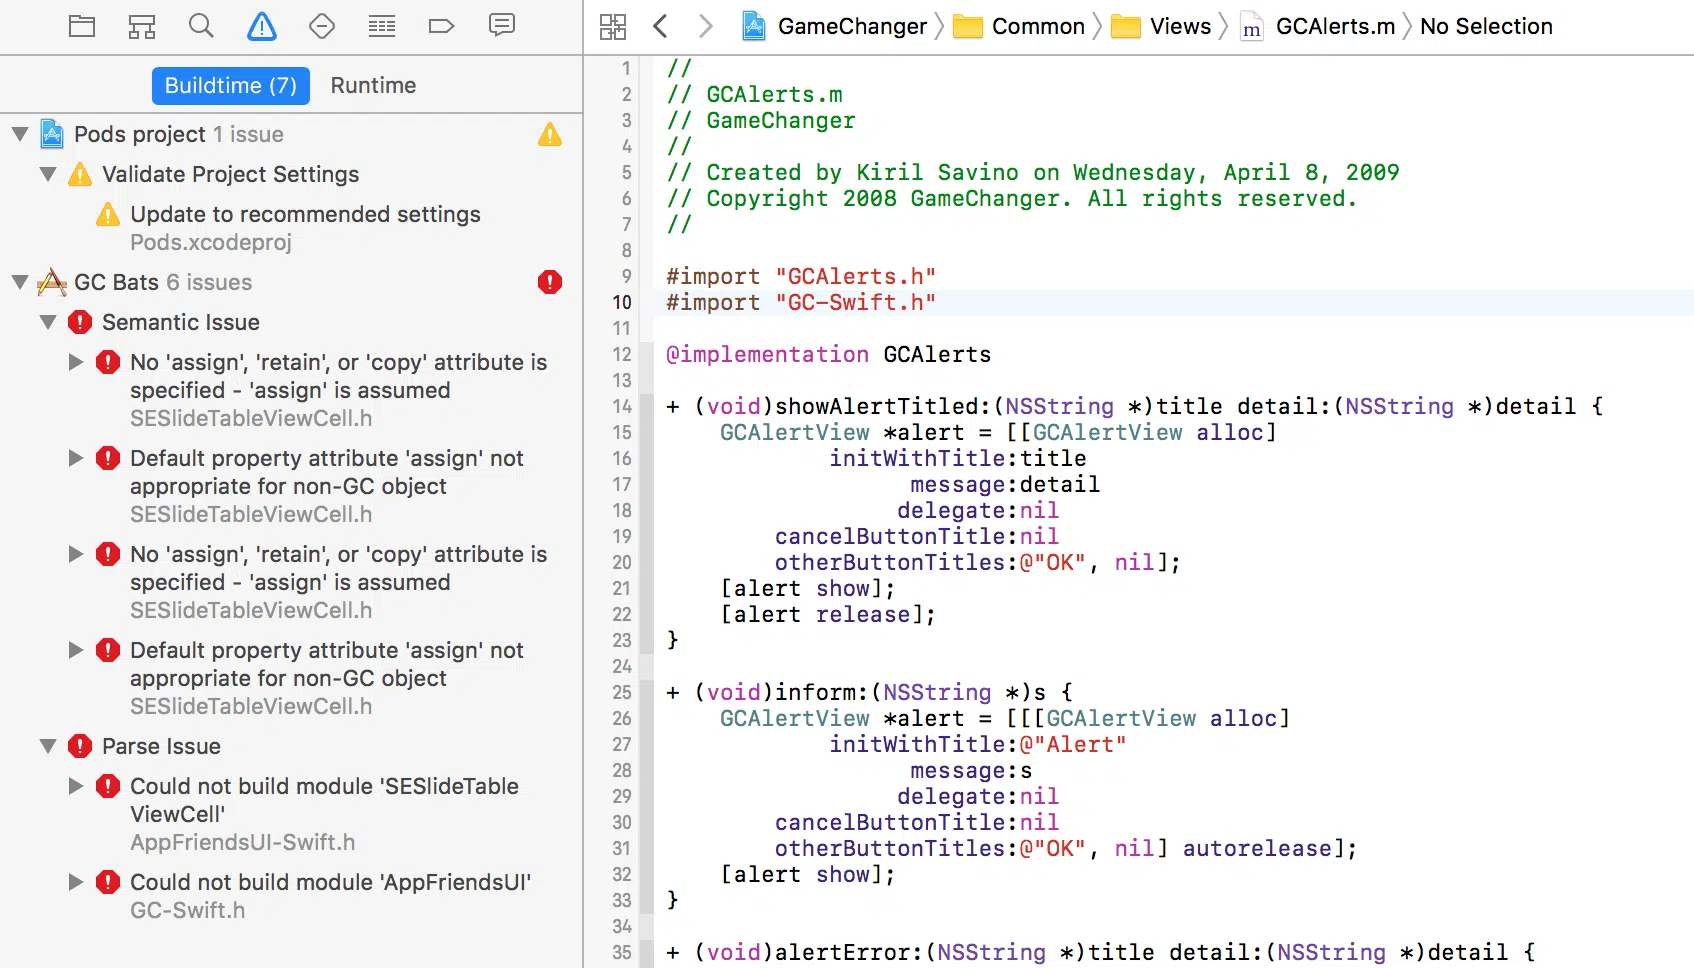 GameChanger Common Views GCAlerts.m No Selection
Buildtime (7) Runtime
Pods project 1 issue
Validate Project Settings
Update to recommended settings
Pods.xcodeproj
GC Bats 6 issues
Semantic Issue
No 'assign', 'retain', or 'copy' attribute is
specified - 'assign' is assumed
SESlideTableViewCell.h
Default property attribute 'assign' not
appropriate for non-GC object
SESlideTableViewCell.h
No 'assign', 'retain', or 'copy' attribute is
specified - 'assign' is assumed
SESlideTableViewCell.h
Default property attribute 'assign' not
appropriate for non-GC object
SESlideTableViewCell.h
Parse Issue
Could not build module 'SESlideTable
ViewCell'
AppFriendsUI-Swift.h
Could not build module 'AppFriendsUI'
GC-Swift.h
1 //
2 // GCAlerts.m
3 // GameChanger
4 //
5 // Created by Kiril Savino on Wednesday, April 8, 2009
6 // Copyright 2008 GameChanger. All rights reserved.
7 //
8
9 #import "GCAlerts.h"
10 #import "GC-Swift.h"
11
12 @implementation GCAlerts
13
14 + (void)showAlertTitled:(NSString *)title detail:(NSString *)detail {
15 GCAlertView *alert = [[GCAlertView alloc]
16 initWithTitle:title
17 message:detail
18 delegate:nil
19 cancelButtonTitle:nil
20 otherButtonTitles:@"OK", nil];
21 [alert show];
22 [alert release];
23 }
24
25 + (void)inform:(NSString *)s {
26 GCAlertView *alert = [[[GCAlertView alloc]
27 initWithTitle:@"Alert"
28 message:s
29 delegate:nil
30 cancelButtonTitle:nil
31 otherButtonTitles:@"OK", nil] autorelease];
32 [alert show];
33 }
34
35 + (void)alertError:(NSString *)title detail:(NSString *)detail {